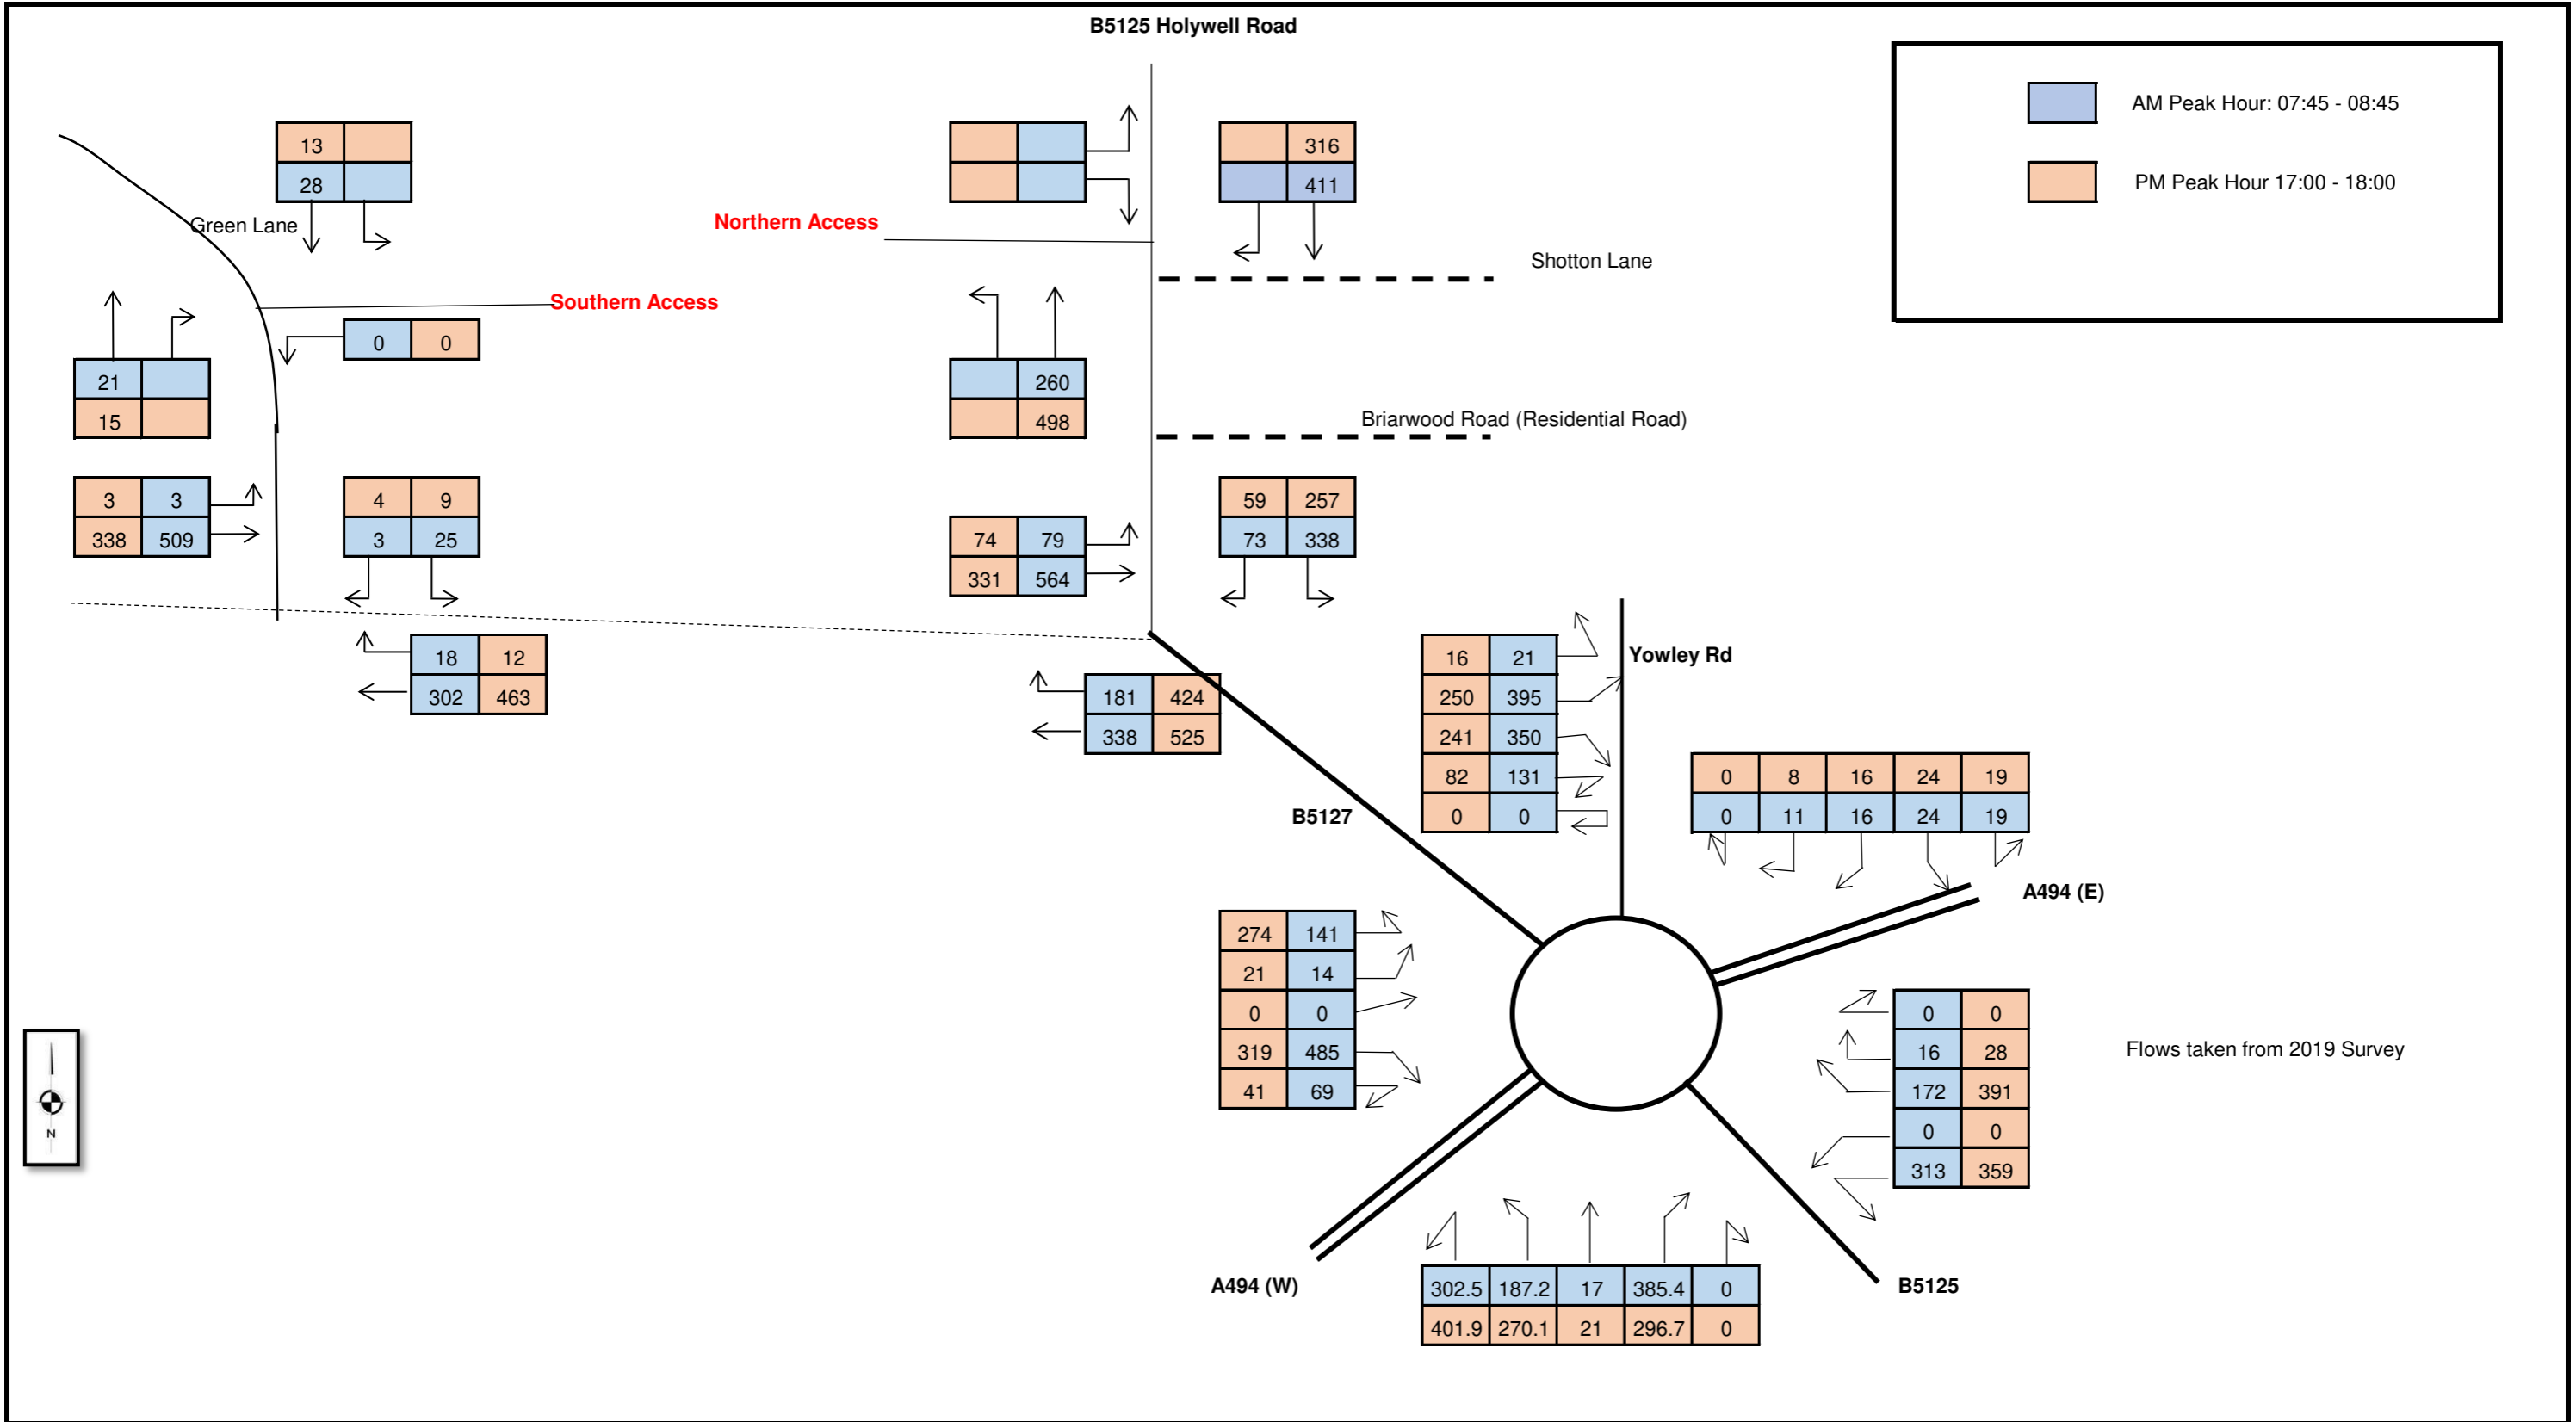 B5125 Holywell Road
AM Peak Hour: 07:45 - 08:45
PM Peak Hour 17:00 - 18:00
13
28
316
411
Green Lane
Northern Access
Shotton Lane
Southern Access
0 0
21
15
260
498
Briarwood Road (Residential Road)
3 3
338 509
4 9
3 25
74 79
331 564
59 257
73 338
18 12
302 463
181 424
338 525
16 21
250 395
241 350
82 131
0 0
Yowley Rd
B5127
0 8 16 24 19
0 11 16 24 19
A494 (E)
274 141
21 14
0 0
319 485
41 69
0 0
16 28
172 391
0 0
313 359
Flows taken from 2019 Survey
N
A494 (W)
302.5 187.2 17 385.4 0
401.9 270.1 21 296.7 0
B5125